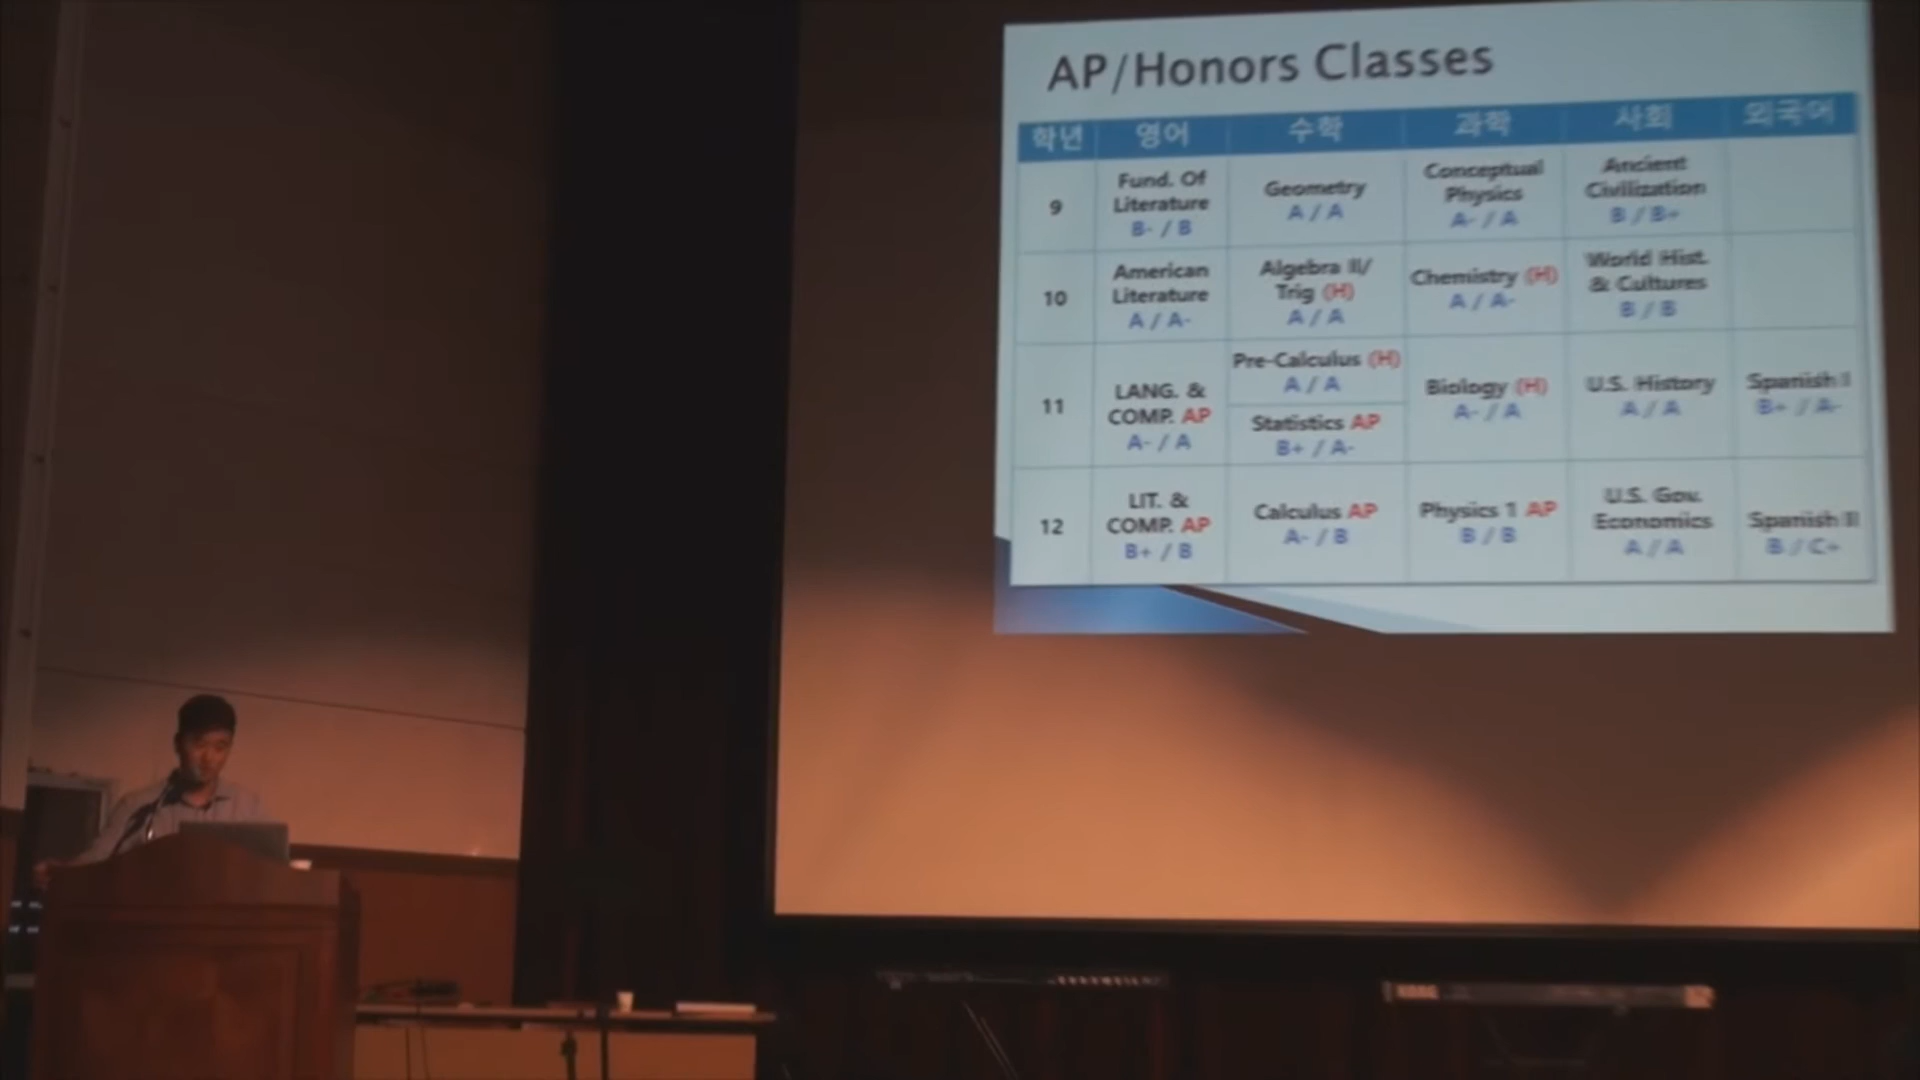 AP/Honors Classes
학년 영어 수학 과학 사회 외국어
9
Fund. Of
Literature
B- / B
Geometry
A / A
Conceptual
Physics
A- / A
Ancient
Civilization
B / B+
10
American
Literature
A / A-
Algebra II/
Trig (H)
A / A
Chemistry (H)
A / A-
World Hist.
& Cultures
B / B
11
LANG. &
COMP. AP
A- / A
Pre-Calculus (H)
A / A
Statistics AP
B+ / A-
Biology (H)
A- / A
U.S. History
A / A
Spanish I
B+ / A-
12
LIT. &
COMP. AP
B+ / B
Calculus AP
A- / B
Physics 1 AP
B / B
U.S. Gov.
Economics
A / A
Spanish II
B / C+